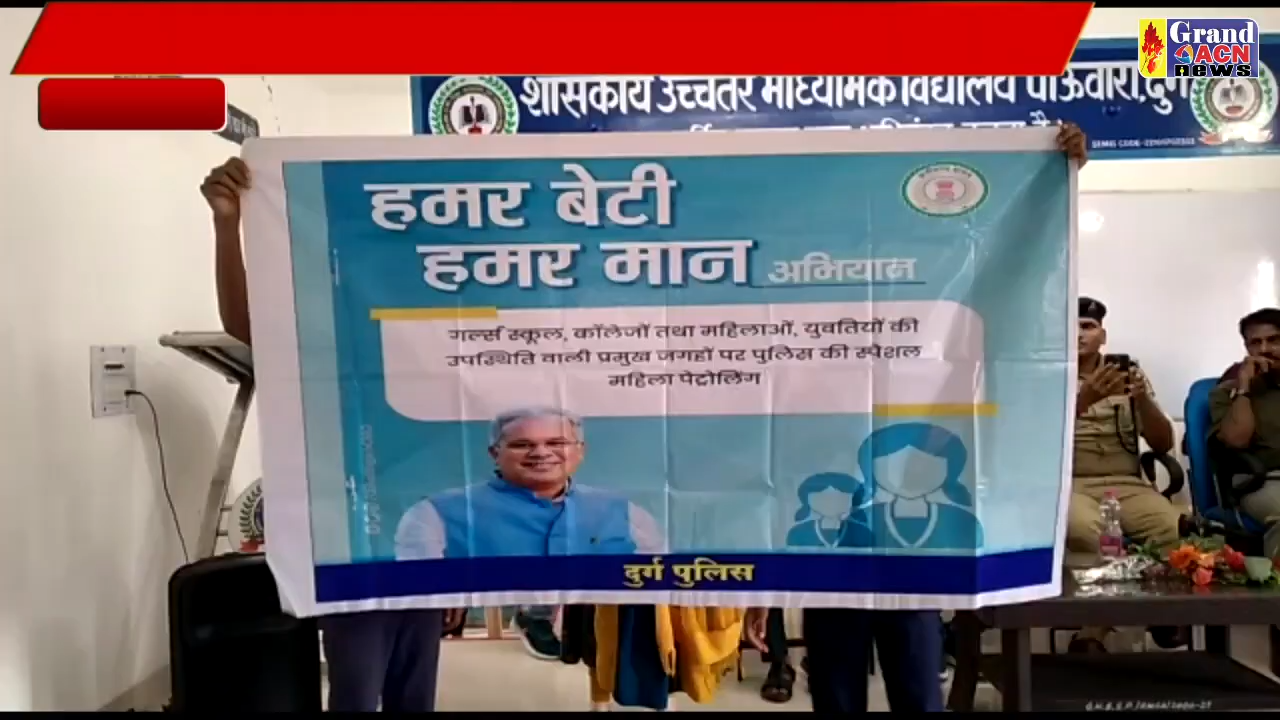 Grand
ACN
news
शासकीय उच्चतर माध्यमिक विद्यालय पाऊवारा, दुर्ग
हमर बेटी
हमर मान अभियान
गर्ल्स स्कूल, कॉलेजों तथा महिलाओं, युवतियों की
उपस्थिति वाली प्रमुख जगहों पर पुलिस की स्पेशल
महिला पेट्रोलिंग
दुर्ग पुलिस